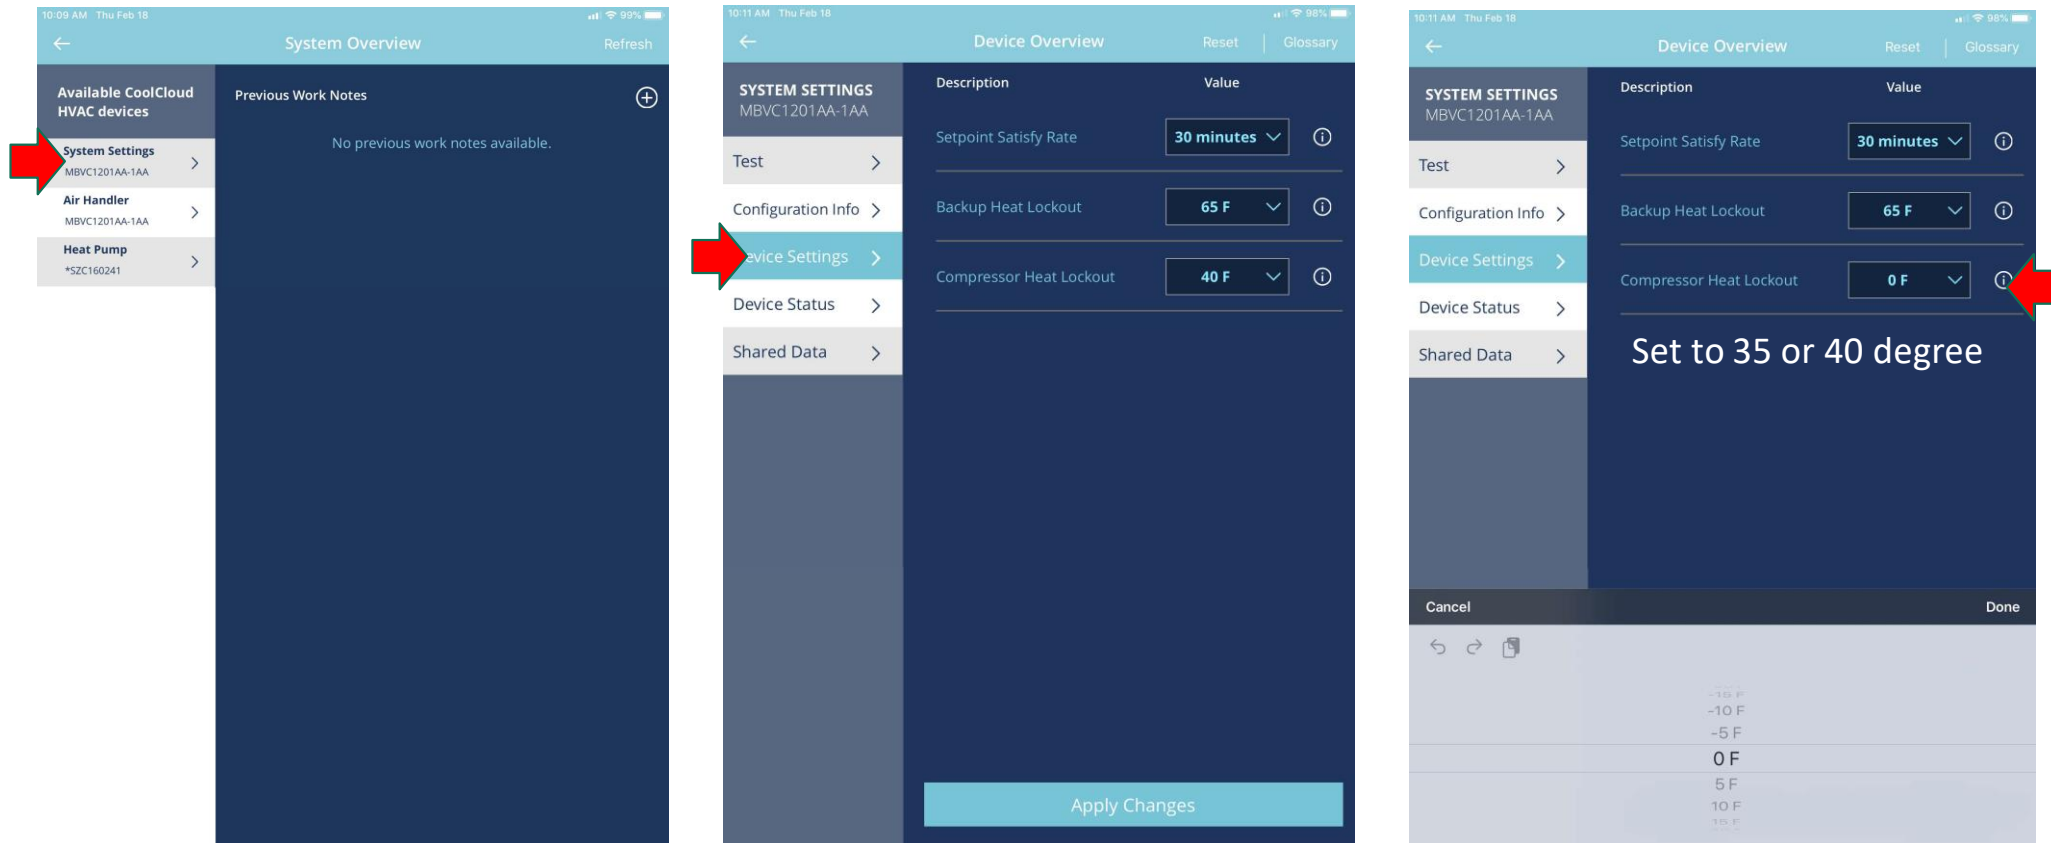 10:09 AM Thu Feb 18
99%
System Overview
Refresh
Available CoolCloud
HVAC devices
System Settings
MBVC1201AA-1AA
Air Handler
MBVC1201AA-1AA
Heat Pump
*SZC160241
Previous Work Notes
No previous work notes available.
10:11 AM Thu Feb 18
98%
Device Overview
Reset
Glossary
SYSTEM SETTINGS
MBVC1201AA-1AA
Test
Configuration Info
evice Settings
Device Status
Shared Data
Description Value
Setpoint Satisfy Rate 30 minutes
Backup Heat Lockout 65 F
Compressor Heat Lockout 40 F
Apply Changes
10:11 AM Thu Feb 18
98%
Device Overview
Reset
Glossary
SYSTEM SETTINGS
MBVC1201AA-1AA
Test
Configuration Info
Device Settings
Device Status
Shared Data
Description Value
Setpoint Satisfy Rate 30 minutes
Backup Heat Lockout 65 F
Compressor Heat Lockout 0 F
Set to 35 or 40 degree
Cancel
Done
-15 F
-10 F
-5 F
0 F
5 F
10 F
15 F